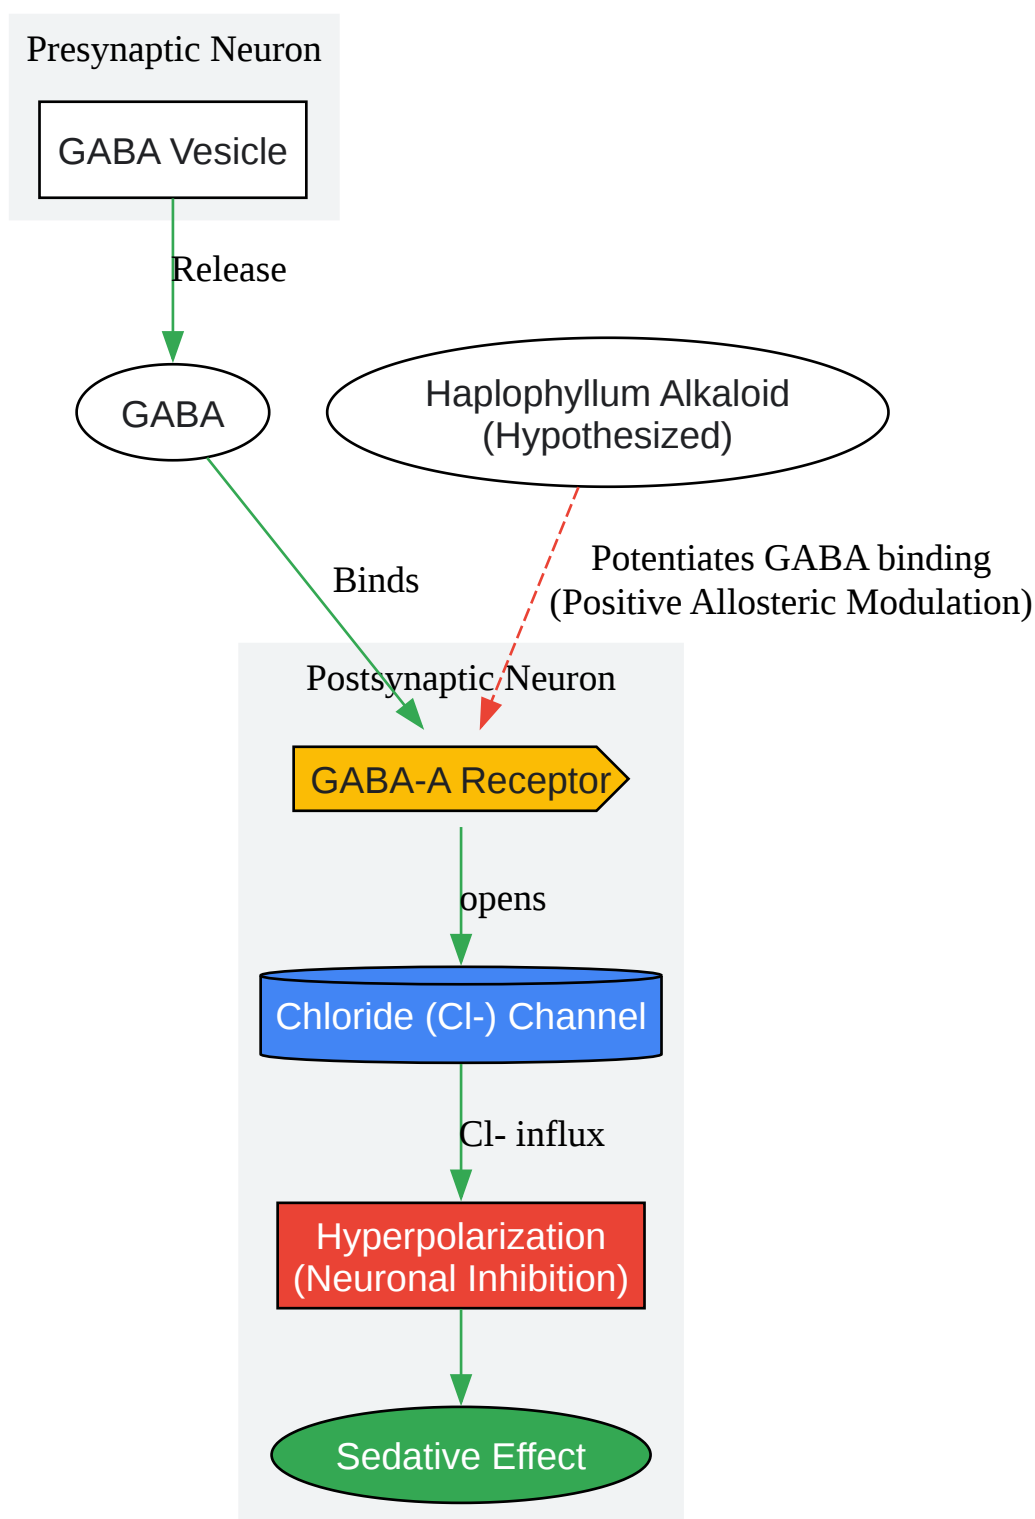 Presynaptic Neuron
GABA Vesicle
Release
GABA
Haplophyllum Alkaloid
(Hypothesized)
Binds
Potentiates GABA binding
(Positive Allosteric Modulation)
Postsynaptic Neuron
GABA-A Receptor
opens
Chloride (Cl-) Channel
Cl- influx
Hyperpolarization
(Neuronal Inhibition)
Sedative Effect